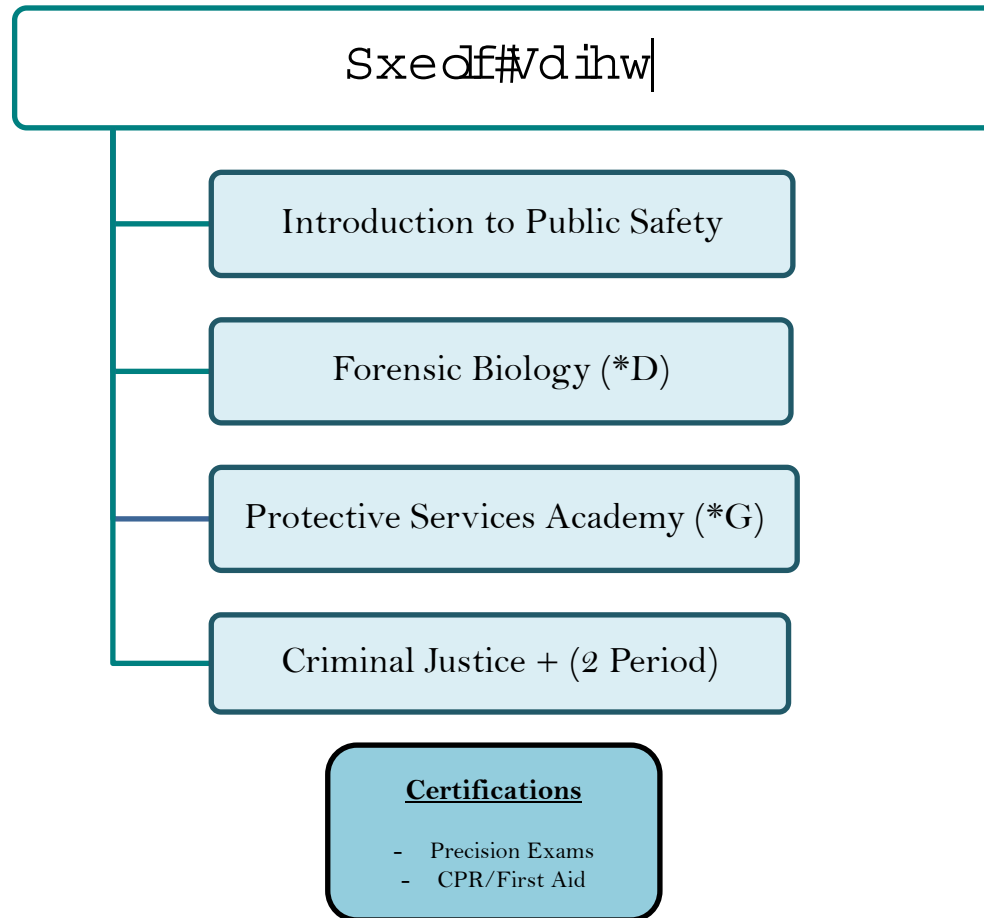 Sxeolf#Vdihw|
Introduction to Public Safety
Forensic Biology (*D)
Protective Services Academy (*G)
Criminal Justice + (2 Period)
Certifications
- Precision Exams
- CPR/First Aid